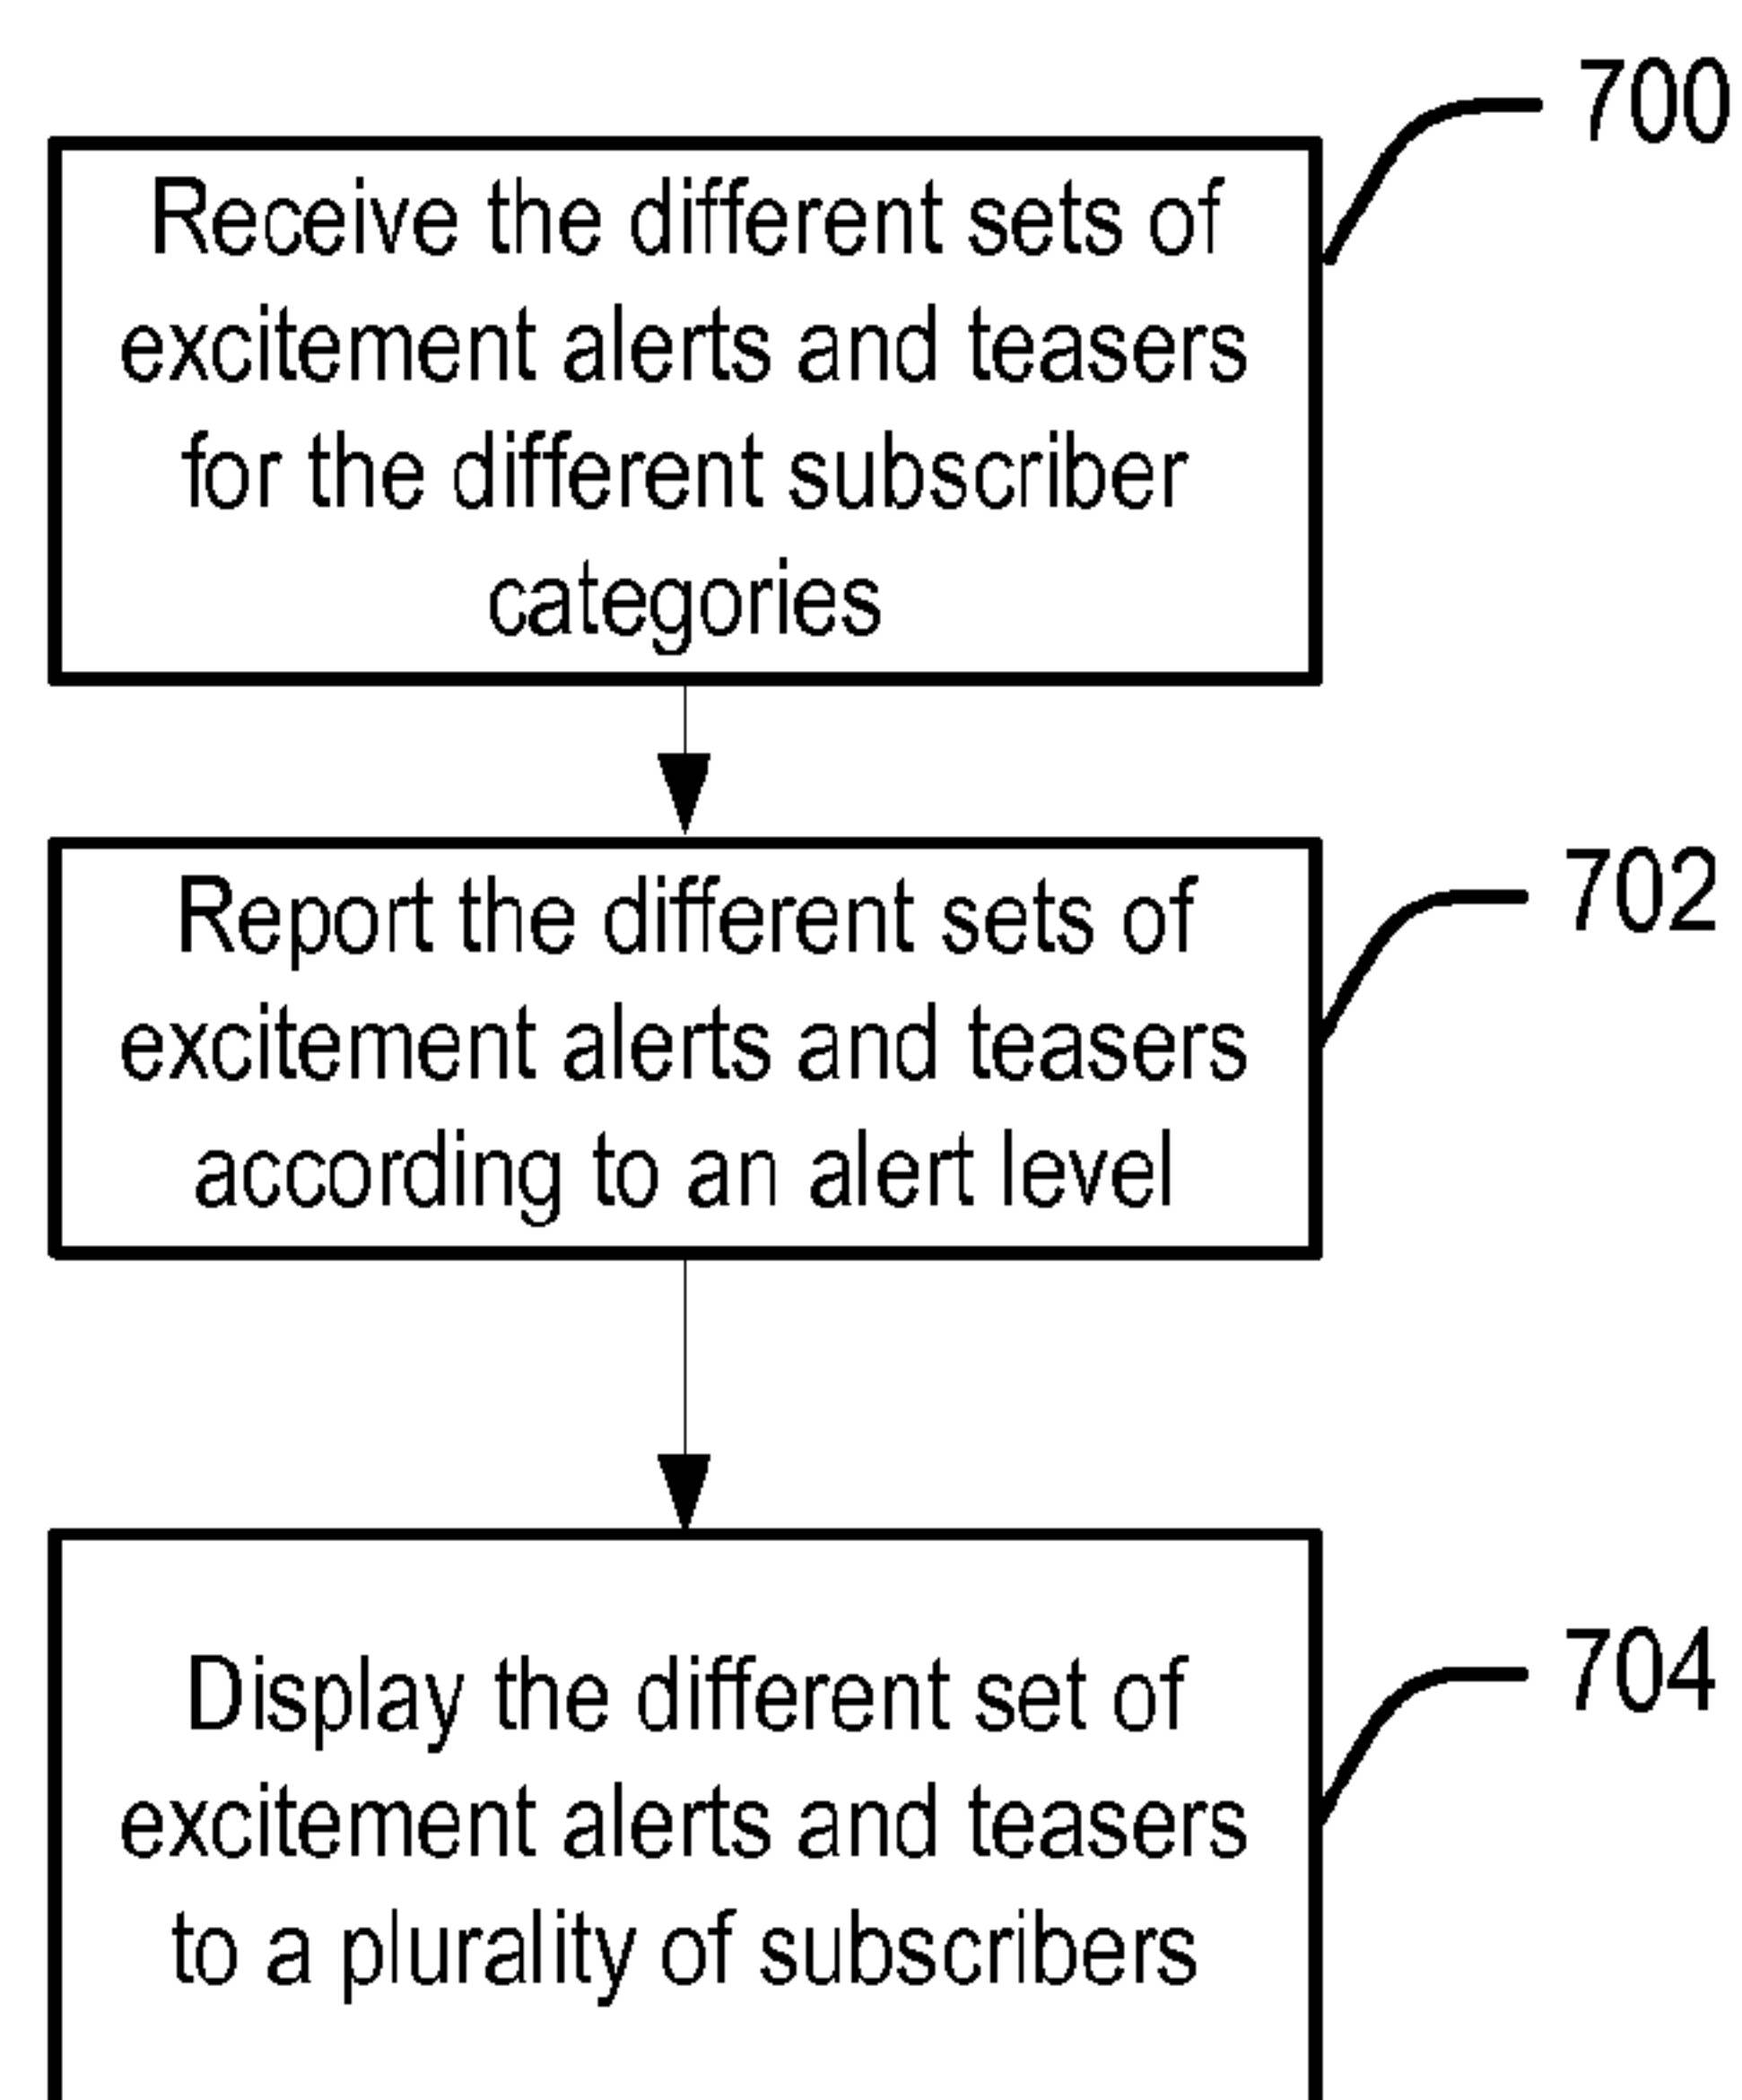 700
Receive the different sets of
excitement alerts and teasers
for the different subscriber
categories
702
Report the different sets of
excitement alerts and teasers
according to an alert level
704
Display the different set of
excitement alerts and teasers
to a plurality of subscribers